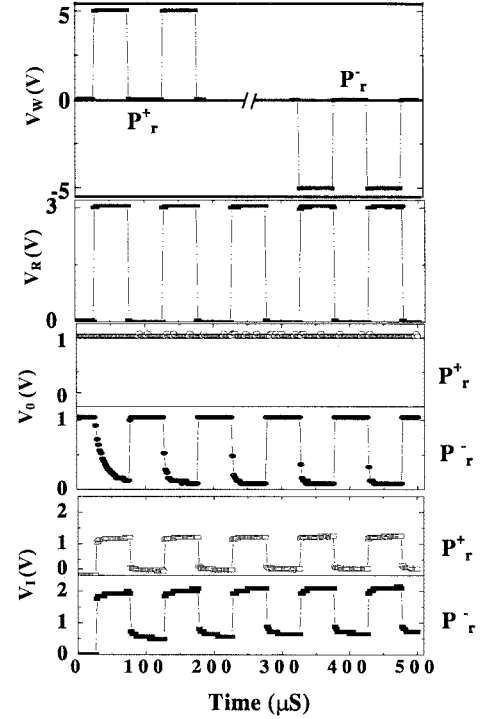 5
0
-5
V_W (V)
P^+_r
P^-_r
3
0
V_R (V)
1
0
1
0
V_0 (V)
P^+_r
P^-_r
2
1
0
2
1
0
V_I (V)
P^+_r
P^-_r
0 100 200 300 400 500
Time (μS)